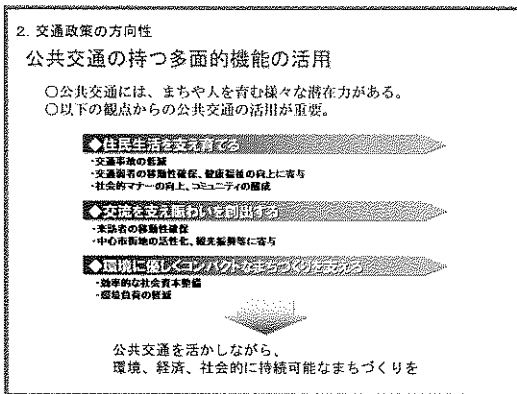 2. 交通政策の方向性
公共交通の持つ多面的機能の活用
○公共交通には、まちや人を育む様々な潜在力がある。
○以下の観点からの公共交通の活用が重要。
◆住民生活を支え育てる
・交通事故の低減
・交通弱者の移動性確保、健康福祉の向上に寄与
・社会的マナーの向上、コミュニティの醸成
◆交流を支え賑わいを創出する
・来訪者の移動性確保
・中心市街地の活性化、観光振興等に寄与
◆環境に優しくコンパクトなまちづくりを支える
・効率的な社会資本整備
・環境負荷の軽減
公共交通を活かしながら、
環境、経済、社会的に持続可能なまちづくりを